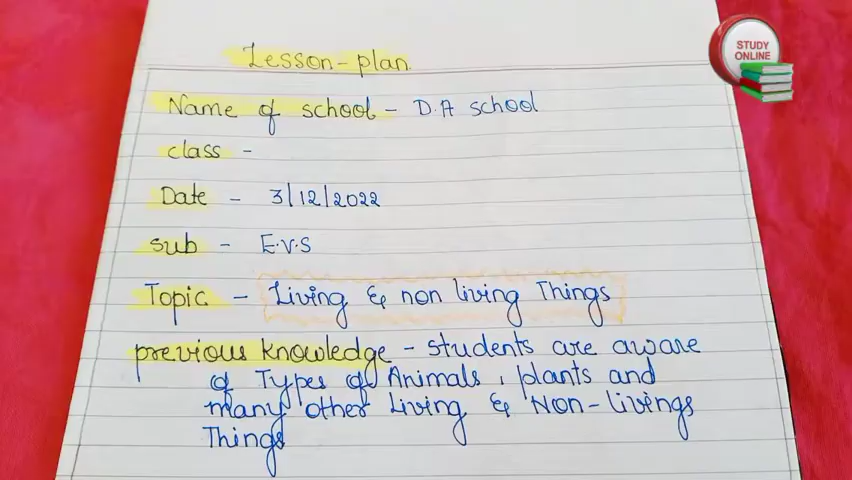 Lesson-plan
STUDY
ONLINE
Name of school - D.A school
class -
Date - 3/12/2022
sub - E.V.S
Topic - Living & non living Things
previous knowledge - students are aware
of Types of Animals, plants and
many other Living & Non-livings
Things